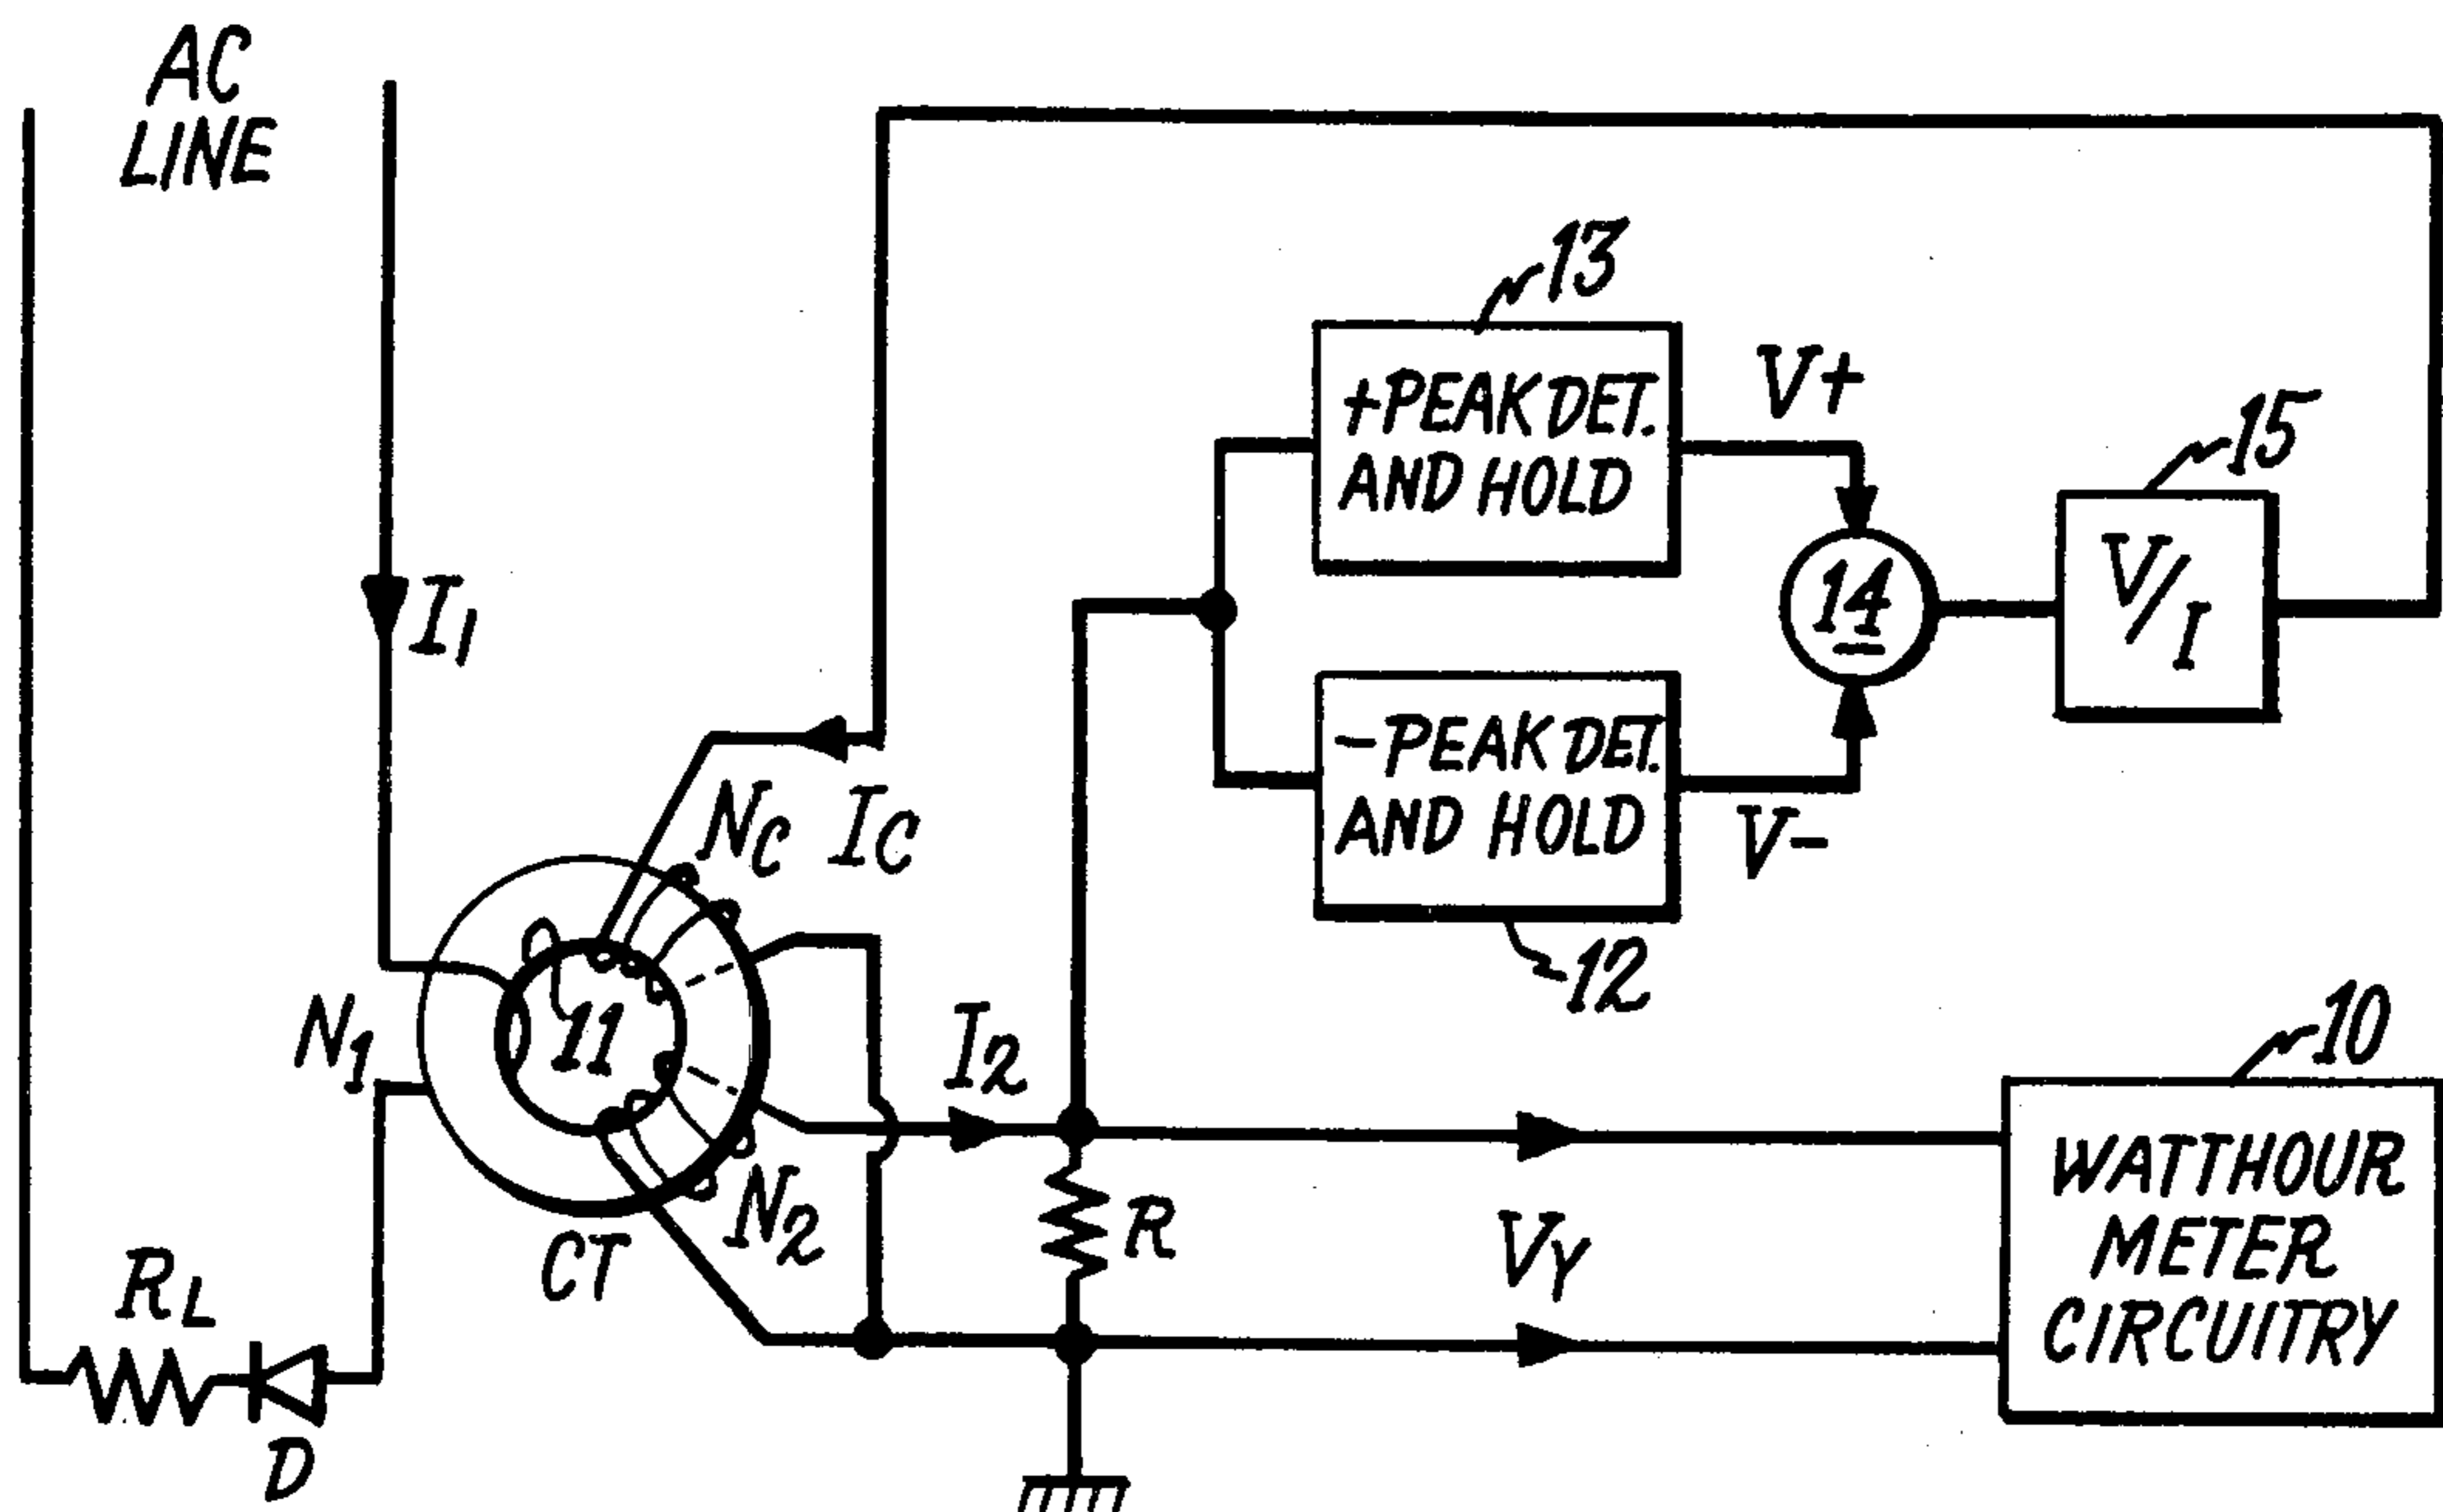 AC
LINE
I1
13
+PEAK DET.
AND HOLD
V+
15
14
V/I
-PEAK DET.
AND HOLD
V-
12
NC IC
N1
11
I2
10
N2
CT
R
VY
WATTHOUR
METER
CIRCUITRY
RL
D